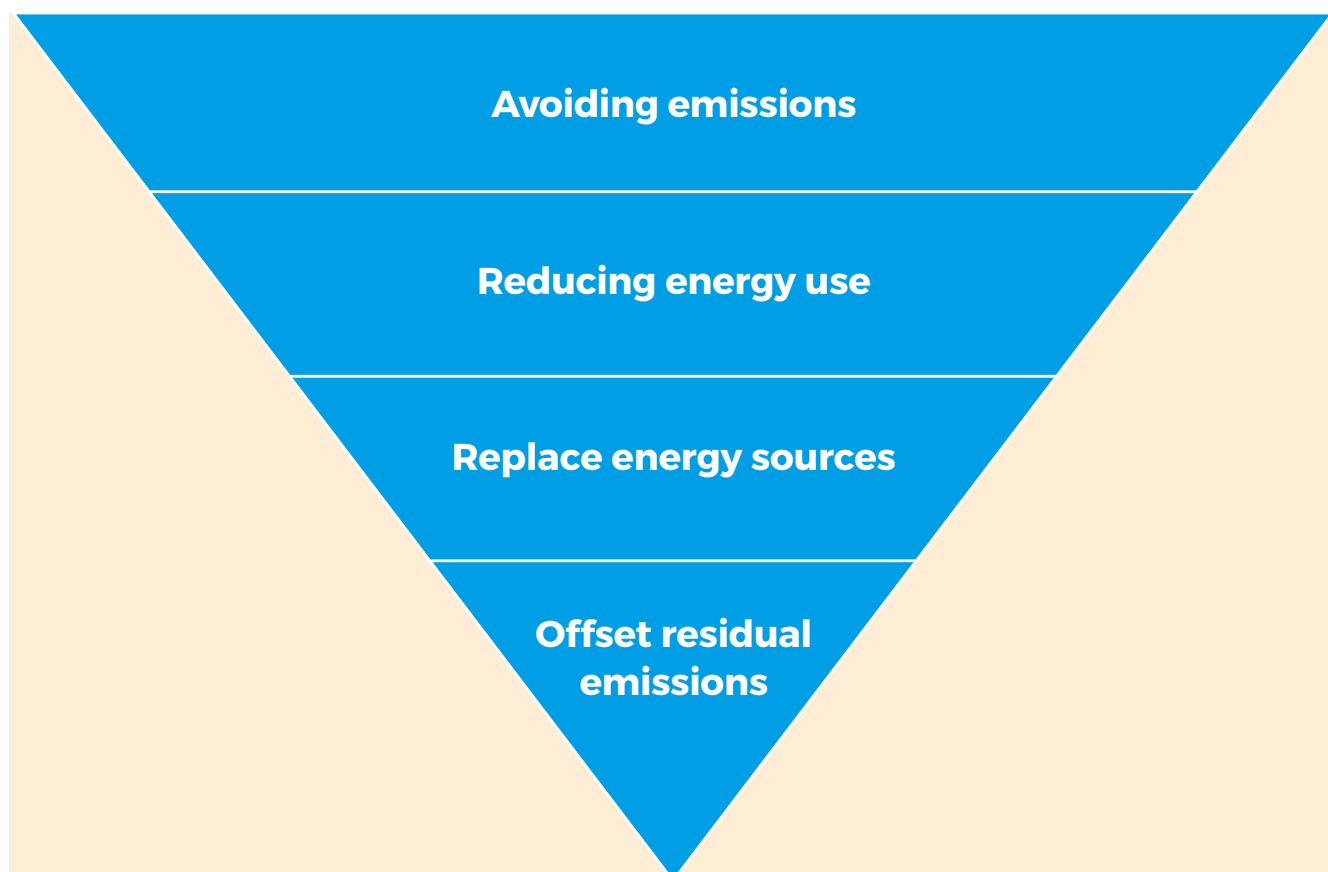 Avoiding emissions
Reducing energy use
Replace energy sources
Offset residual
emissions